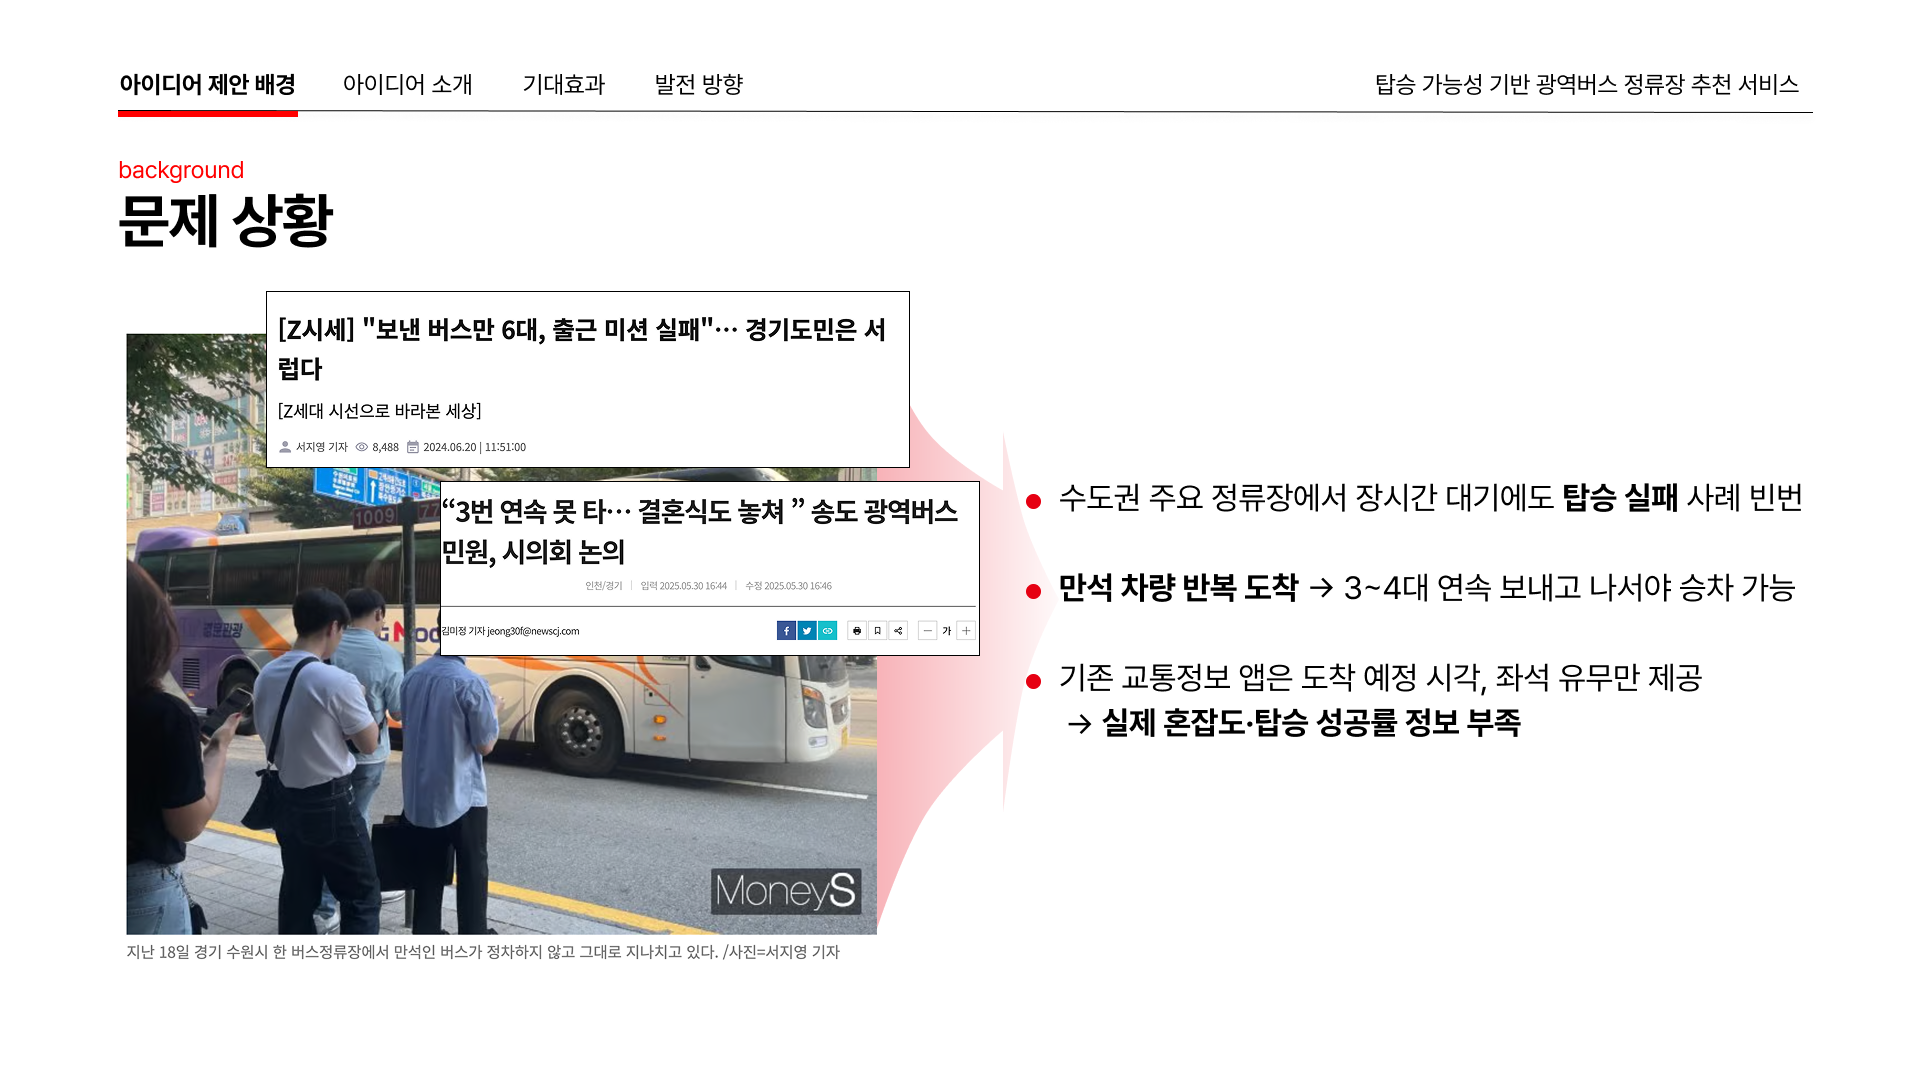 아이디어 제안 배경
아이디어 소개
기대효과
발전 방향
탑승 가능성 기반 광역버스 정류장 추천 서비스
background
문제 상황
[Z시세] "보낸 버스만 6대, 출근 미션 실패"… 경기도민은 서
럽다
[Z세대 시선으로 바라본 세상]
서지영 기자 8,488 2024.06.20 | 11:51:00
1009
77
“3번 연속 못 타… 결혼식도 놓쳐 ” 송도 광역버스
민원, 시의회 논의
인천/경기 | 입력 2025.05.30 16:44 | 수정 2025.05.30 16:46
김미정 기자 jeong30f@newscj.com
가
경문관광
MoneyS
지난 18일 경기 수원시 한 버스정류장에서 만석인 버스가 정차하지 않고 그대로 지나치고 있다. /사진=서지영 기자
수도권 주요 정류장에서 장시간 대기에도 탑승 실패 사례 빈번
만석 차량 반복 도착 → 3~4대 연속 보내고 나서야 승차 가능
기존 교통정보 앱은 도착 예정 시각, 좌석 유무만 제공
→ 실제 혼잡도·탑승 성공률 정보 부족